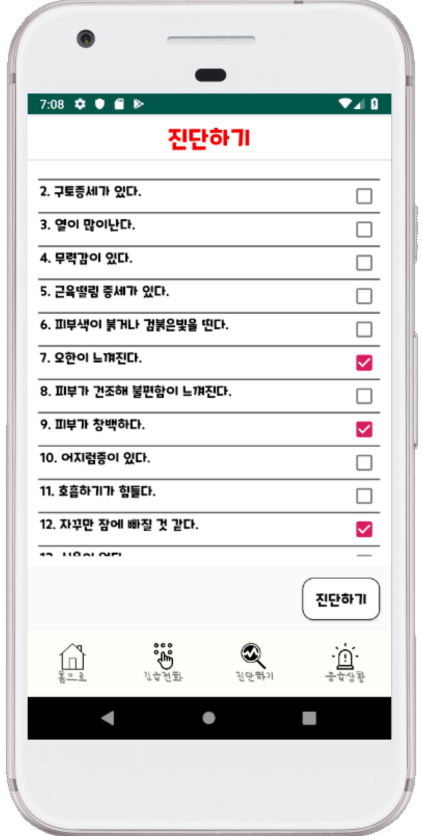 7:08
진단하기
2. 구토증세가 있다.
3. 열이 많이난다.
4. 무력감이 있다.
5. 근육떨림 증세가 있다.
6. 피부색이 붉거나 검붉은빛을 띤다.
7. 오한이 느껴진다.
8. 피부가 건조해 불편함이 느껴진다.
9. 피부가 창백하다.
10. 어지럼증이 있다.
11. 호흡하기가 힘들다.
12. 자꾸만 잠에 빠질 것 같다.
진단하기
홈으로 긴급전화 진단하기 응급상황